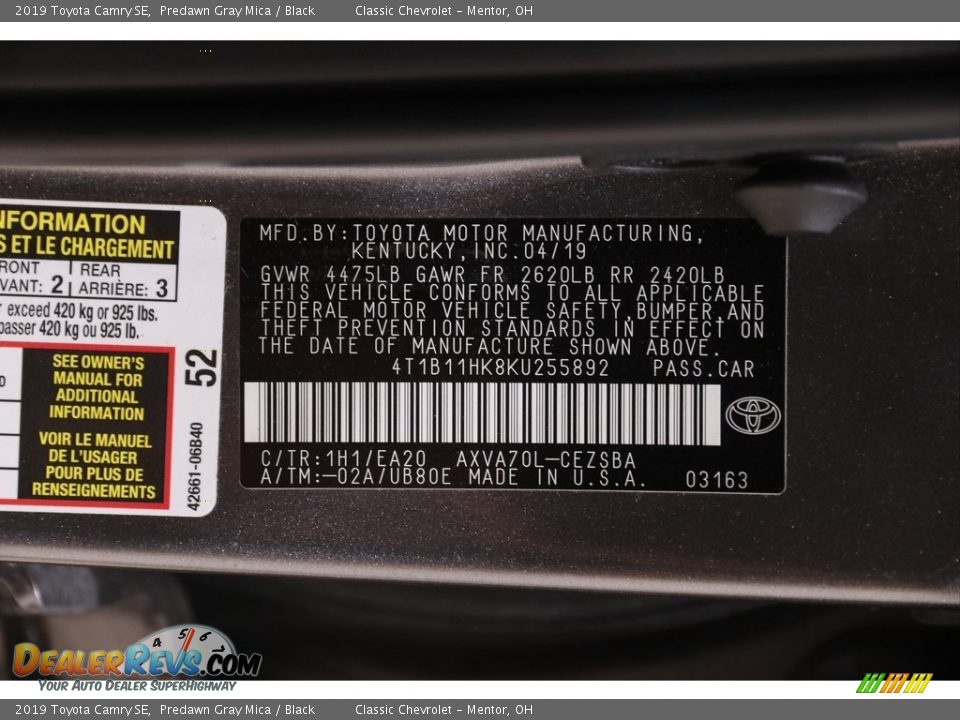 2019 Toyota Camry SE, Predawn Gray Mica / Black Classic Chevrolet – Mentor, OH
NFORMATION
S ET LE CHARGEMENT
RONT REAR
VANT: 2 ARRIÈRE: 3
exceed 420 kg or 925 lbs.
passer 420 kg ou 925 lb.
SEE OWNER'S
MANUAL FOR
ADDITIONAL
INFORMATION
VOIR LE MANUEL
DE L'USAGER
POUR PLUS DE
RENSEIGNEMENTS
52
42661-06B40
MFD.BY:TOYOTA MOTOR MANUFACTURING,
KENTUCKY,INC.04/19
GVWR 4475LB GAWR FR 2620LB RR 2420LB
THIS VEHICLE CONFORMS TO ALL APPLICABLE
FEDERAL MOTOR VEHICLE SAFETY,BUMPER,AND
THEFT PREVENTION STANDARDS IN EFFECT ON
THE DATE OF MANUFACTURE SHOWN ABOVE.
4T1B11HK8KU255892 PASS.CAR
C/TR:1H1/EA20 AXVA70L-CEZSBA
A/TM:-02A/UB80E MADE IN U.S.A. 03163
4 5 6
DEALERREVS.COM
YOUR AUTO DEALER SUPERHIGHWAY
2019 Toyota Camry SE, Predawn Gray Mica / Black Classic Chevrolet – Mentor, OH